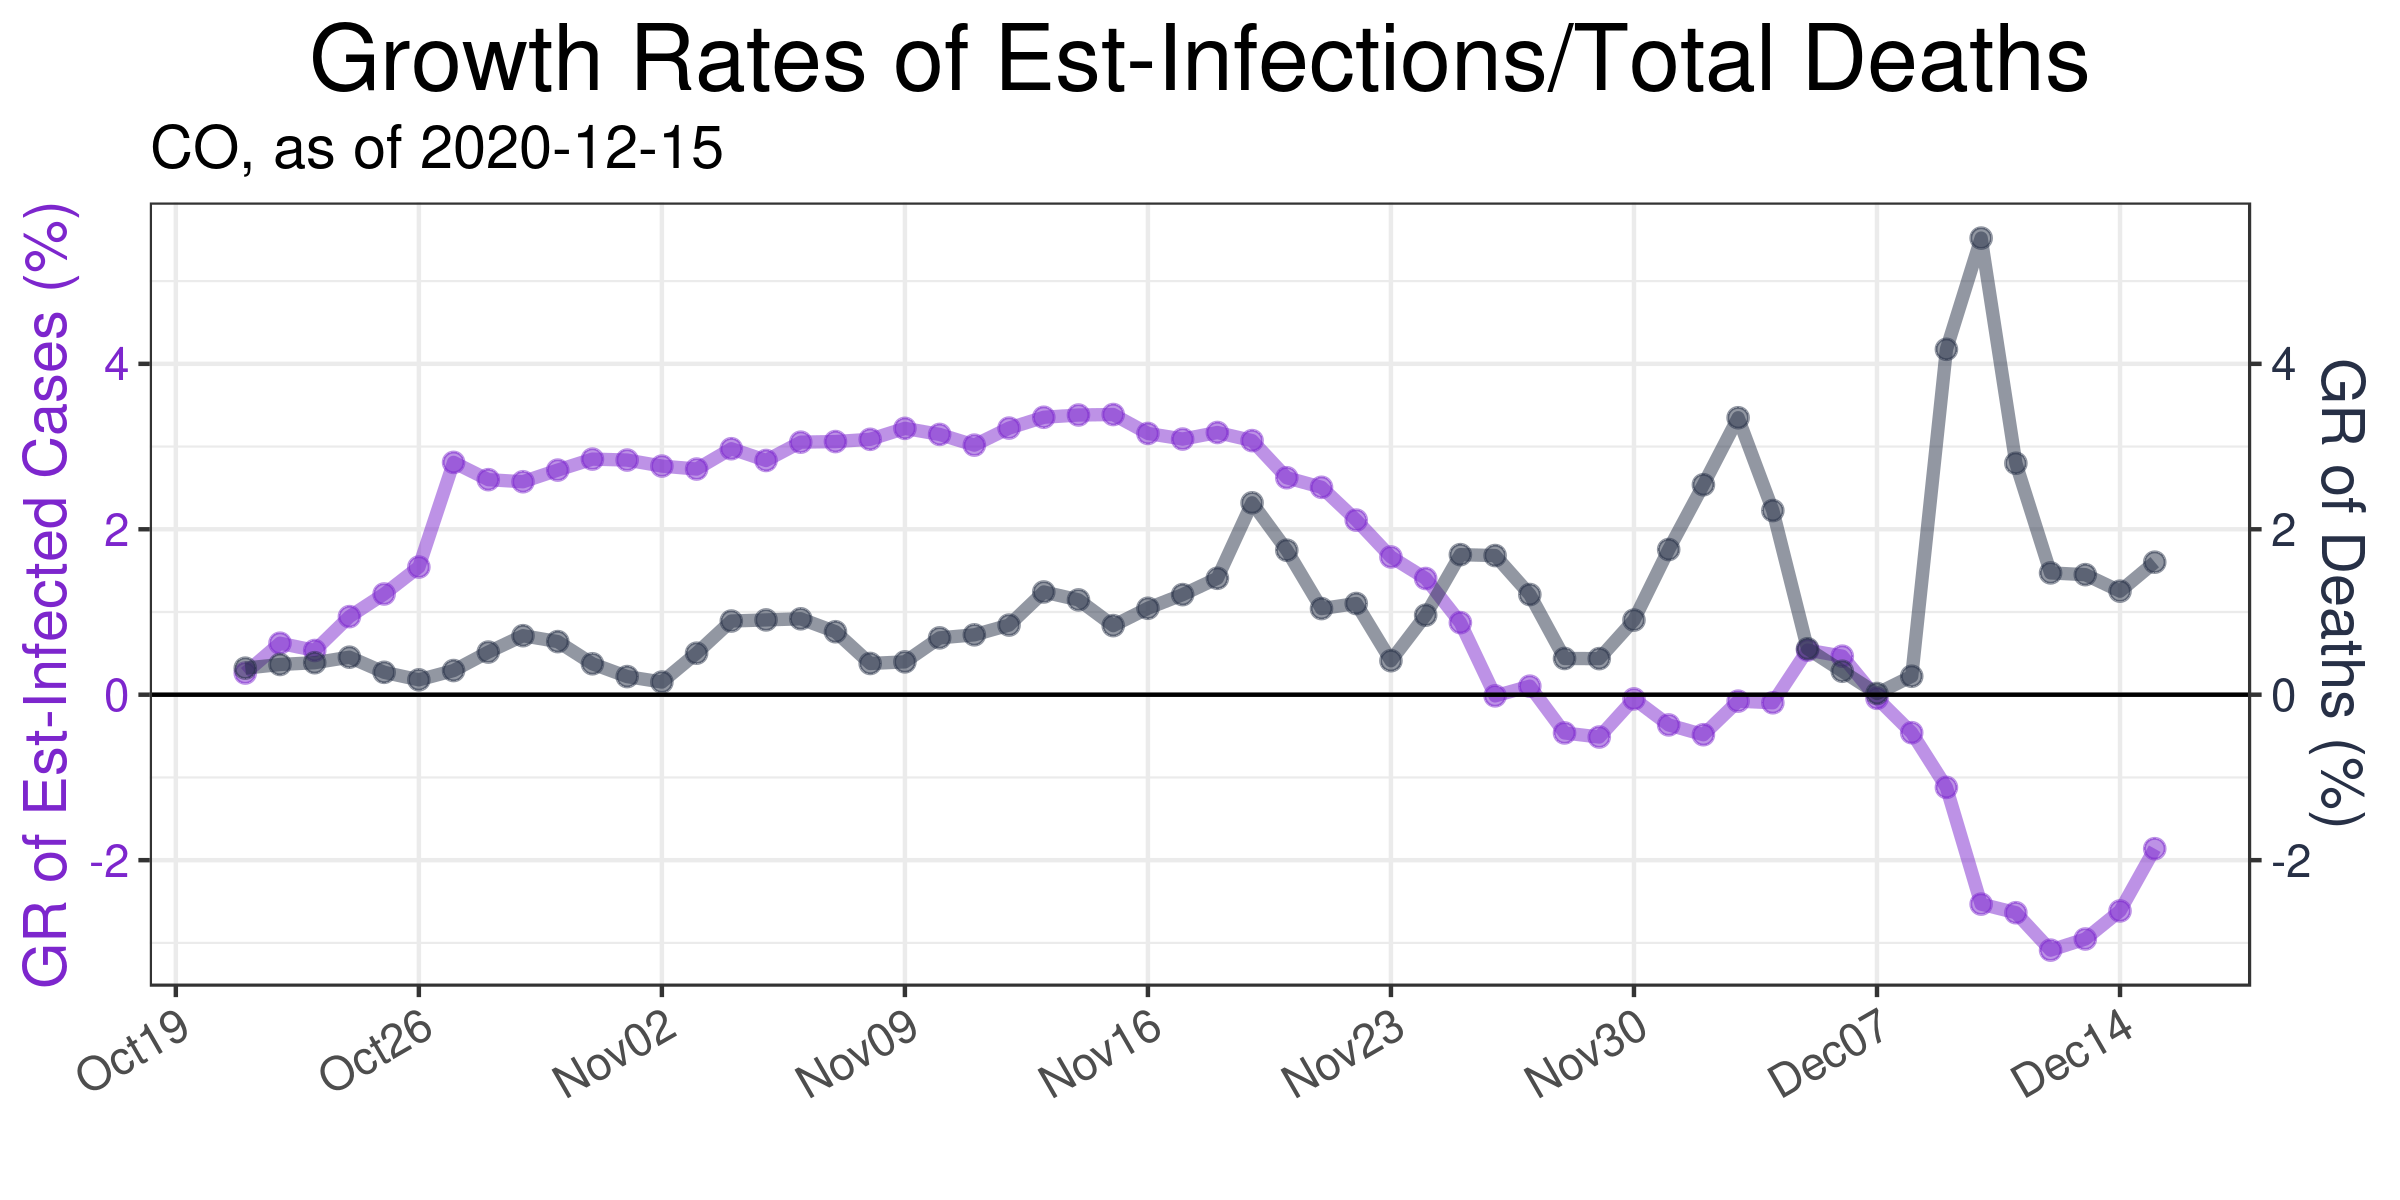 Growth Rates of Est-Infections/Total Deaths
CO, as of 2020-12-15
GR of Est-Infected Cases (%)
4
2
0
-2
4
2
0
-2
GR of Deaths (%)
Oct19
Oct26
Nov02
Nov09
Nov16
Nov23
Nov30
Dec07
Dec14